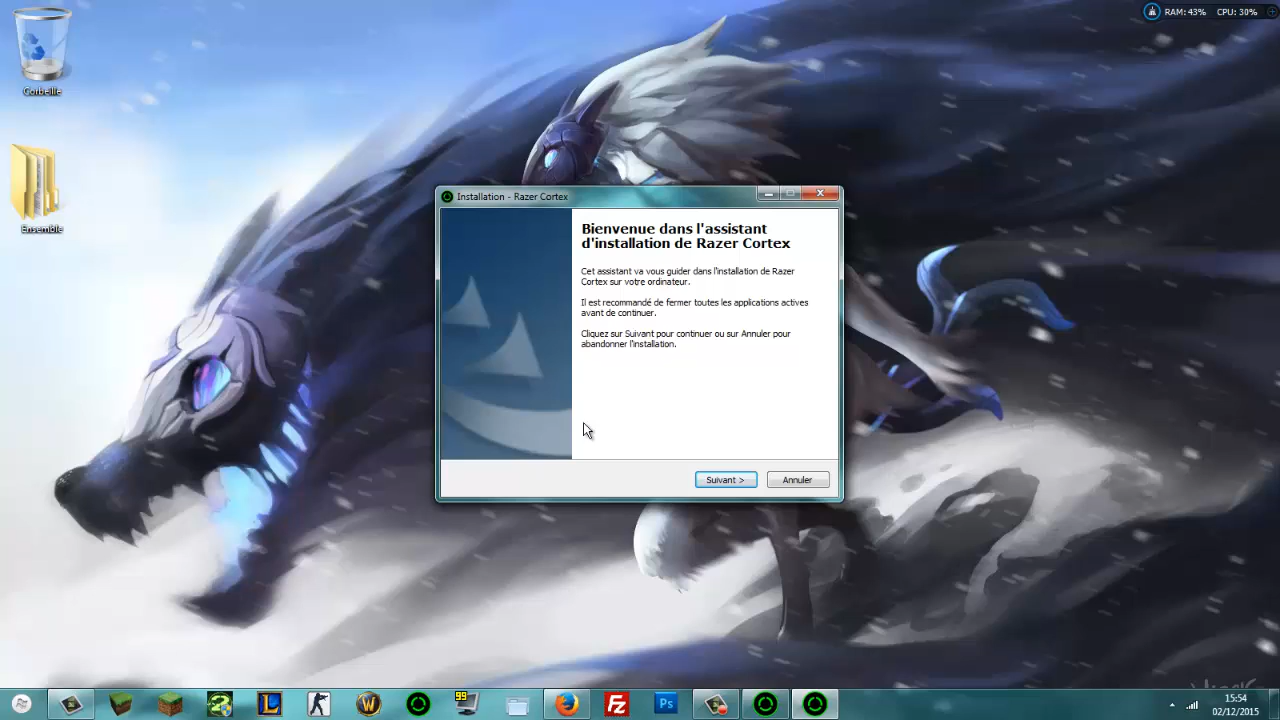 RAM: 43% CPU: 30%
Corbeille
Ensemble
Installation - Razer Cortex
Bienvenue dans l'assistant
d'installation de Razer Cortex
Cet assistant va vous guider dans l'installation de Razer
Cortex sur votre ordinateur.
Il est recommandé de fermer toutes les applications actives
avant de continuer.
Cliquez sur Suivant pour continuer ou sur Annuler pour
abandonner l'installation.
Suivant >
Annuler
99
Ps
15:54
02/12/2015